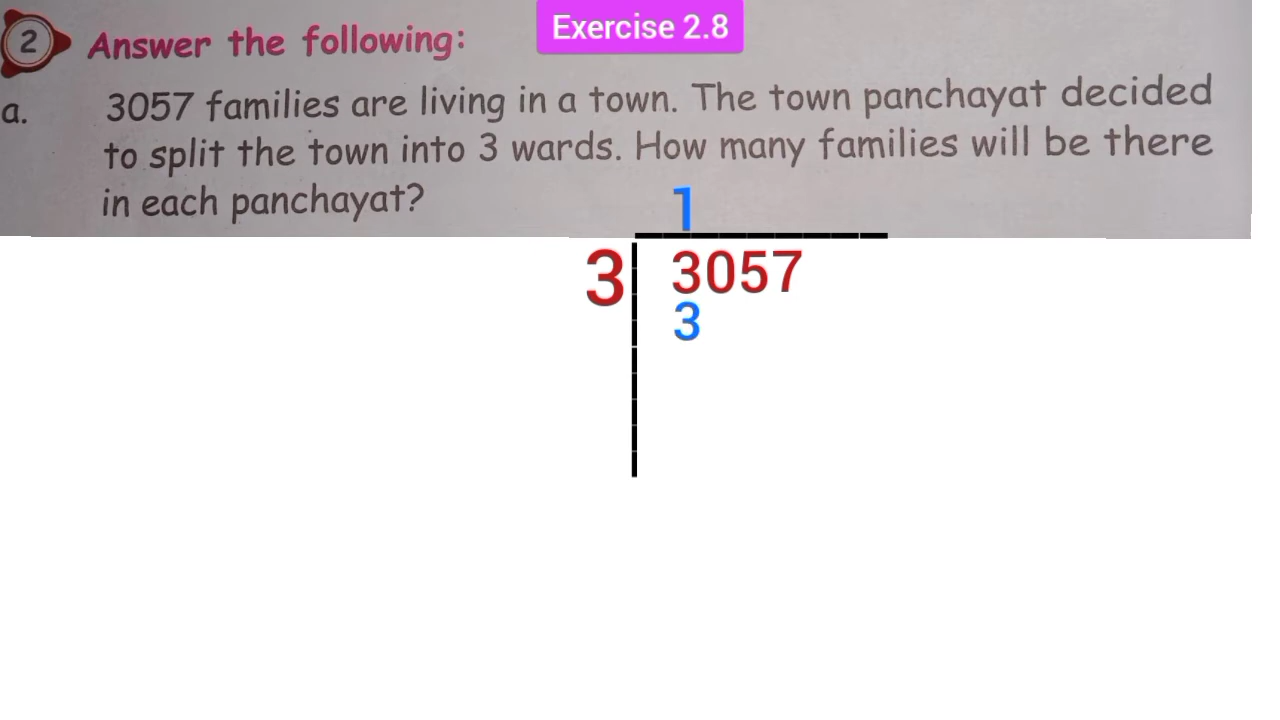 2 Answer the following:
Exercise 2.8
a. 3057 families are living in a town. The town panchayat decided
to split the town into 3 wards. How many families will be there
in each panchayat?
1
3 3057
3